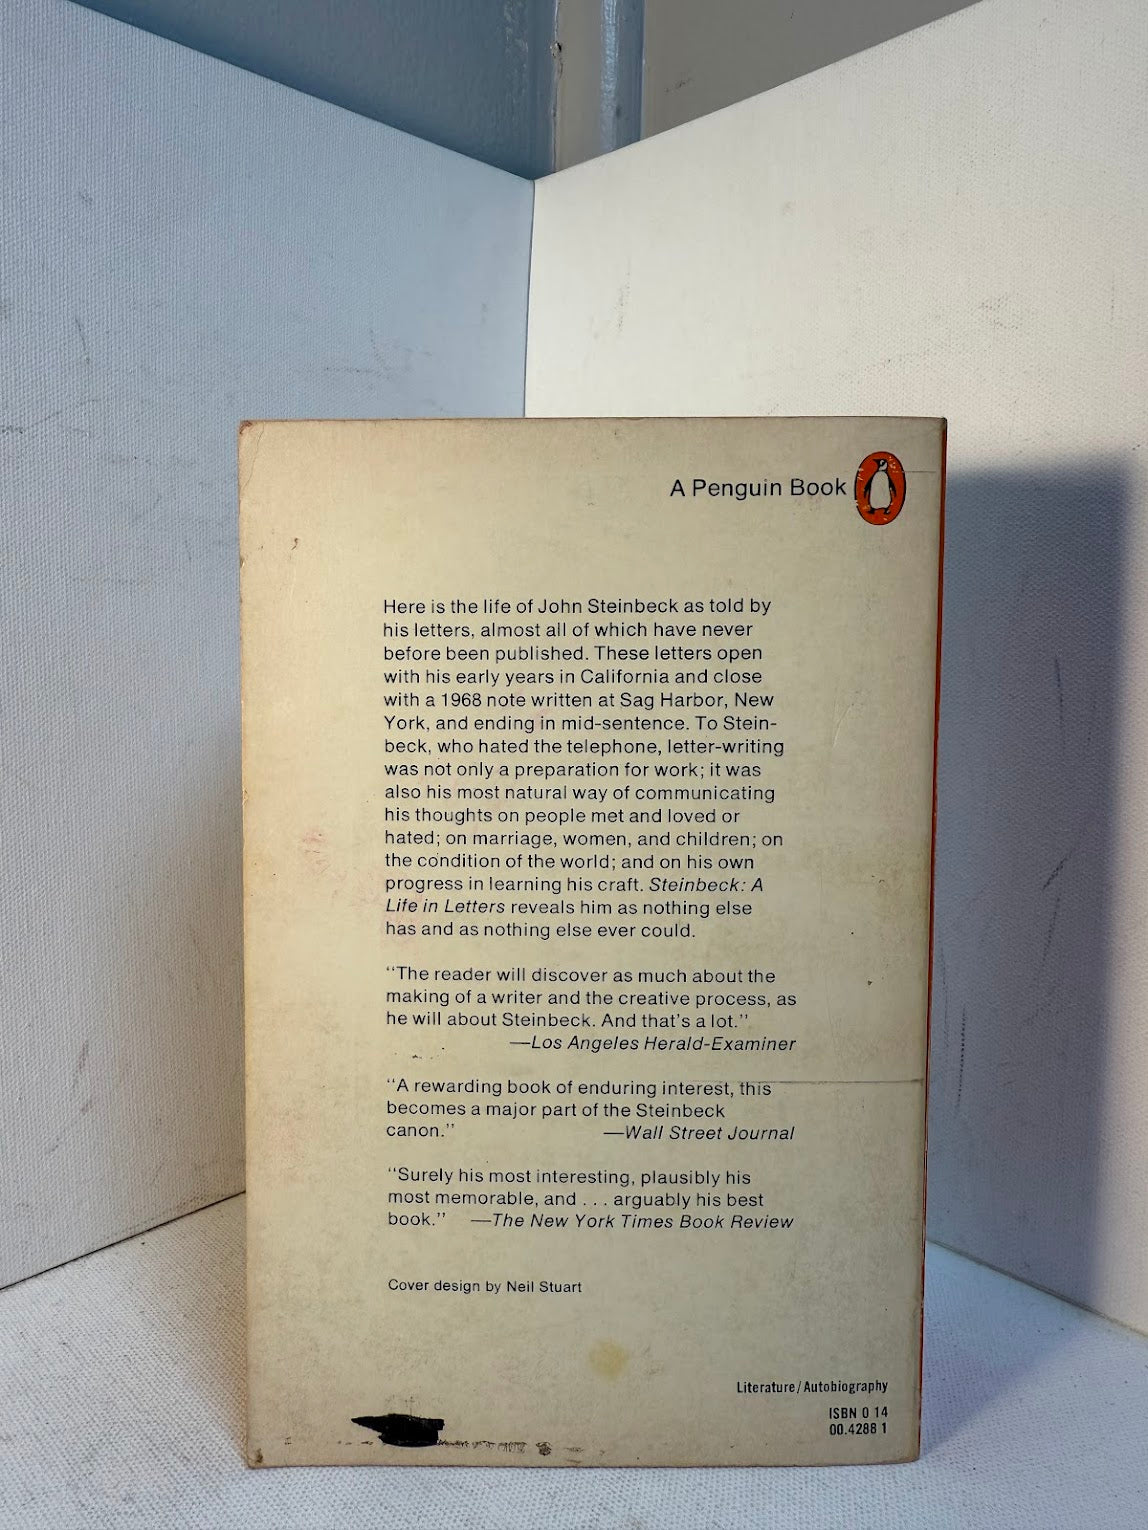 A Penguin Book
Here is the life of John Steinbeck as told by
his letters, almost all of which have never
before been published. These letters open
with his early years in California and close
with a 1968 note written at Sag Harbor, New
York, and ending in mid-sentence. To Stein-
beck, who hated the telephone, letter-writing
was not only a preparation for work; it was
also his most natural way of communicating
his thoughts on people met and loved or
hated; on marriage, women, and children; on
the condition of the world; and on his own
progress in learning his craft. Steinbeck: A
Life in Letters reveals him as nothing else
has and as nothing else ever could.
“The reader will discover as much about the
making of a writer and the creative process, as
he will about Steinbeck. And that's a lot.”
—Los Angeles Herald-Examiner
“A rewarding book of enduring interest, this
becomes a major part of the Steinbeck
canon.” —Wall Street Journal
“Surely his most interesting, plausibly his
most memorable, and . . . arguably his best
book.” —The New York Times Book Review
Cover design by Neil Stuart
Literature/Autobiography
ISBN 0 14
00.4288 1